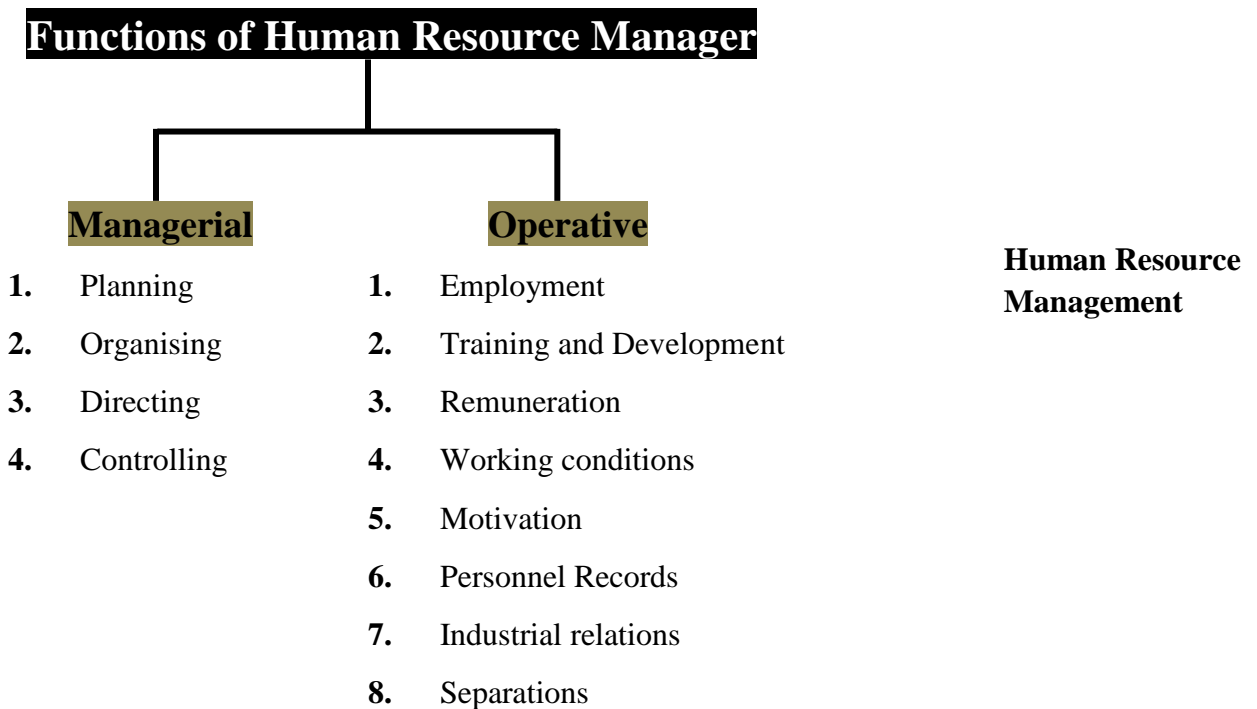 Functions of Human Resource Manager
Managerial
1. Planning
2. Organising
3. Directing
4. Controlling
Operative
1. Employment
2. Training and Development
3. Remuneration
4. Working conditions
5. Motivation
6. Personnel Records
7. Industrial relations
8. Separations
Human Resource
Management